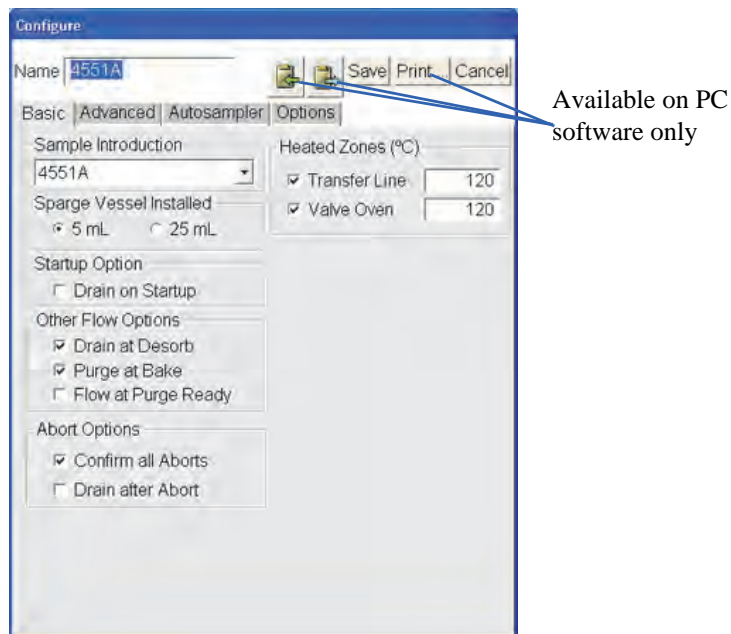 Configure
Name 4551A Save Print... Cancel
Basic Advanced Autosampler Options
Available on PC
software only
Sample Introduction
4551A
Sparge Vessel Installed
5 mL 25 mL
Startup Option
Drain on Startup
Other Flow Options
Drain at Desorb
Purge at Bake
Flow at Purge Ready
Abort Options
Confirm all Aborts
Drain after Abort
Heated Zones (ºC)
Transfer Line 120
Valve Oven 120